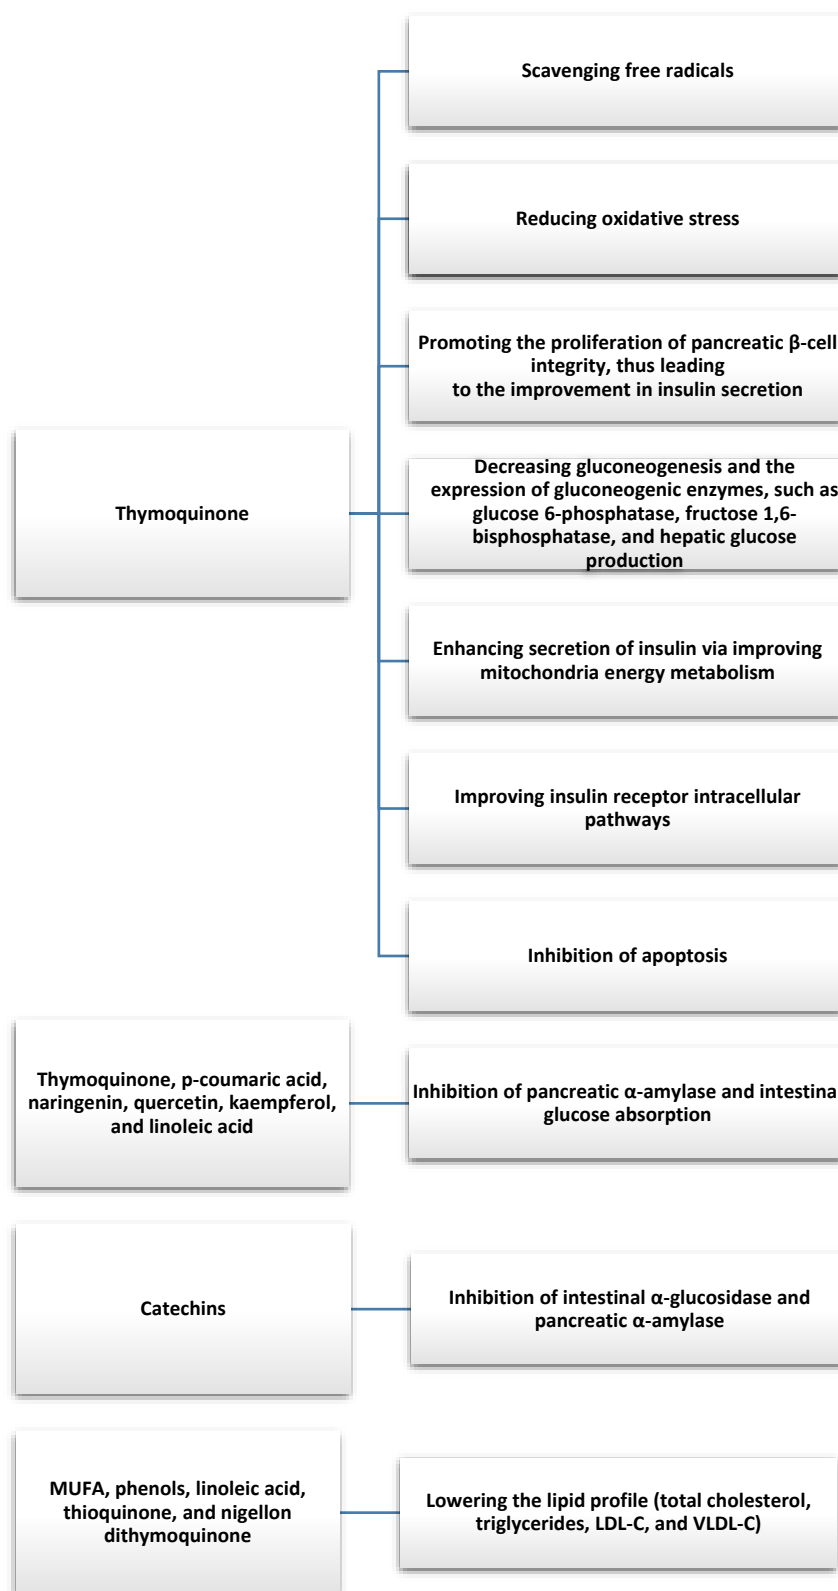 Scavenging free radicals
Reducing oxidative stress
Promoting the proliferation of pancreatic β-cell
integrity, thus leading
to the improvement in insulin secretion
Thymoquinone
Decreasing gluconeogenesis and the
expression of gluconeogenic enzymes, such as
glucose 6-phosphatase, fructose 1,6-
bisphosphatase, and hepatic glucose
production
Enhancing secretion of insulin via improving
mitochondria energy metabolism
Improving insulin receptor intracellular
pathways
Inhibition of apoptosis
Thymoquinone, p-coumaric acid,
naringenin, quercetin, kaempferol,
and linoleic acid
Inhibition of pancreatic α-amylase and intestina
glucose absorption
Catechins
Inhibition of intestinal α-glucosidase and
pancreatic α-amylase
MUFA, phenols, linoleic acid,
thioquinone, and nigellon
dithymoquinone
Lowering the lipid profile (total cholesterol,
triglycerides, LDL-C, and VLDL-C)